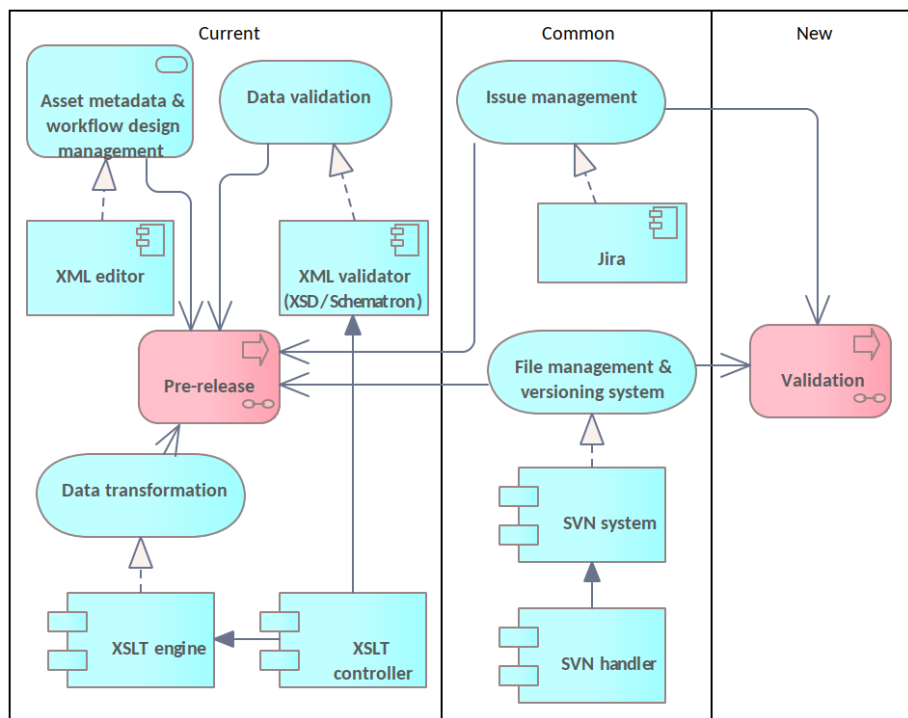 Current
Common
New
Asset metadata &
workflow design
management
Data validation
Issue management
XML editor
XML validator
(XSD/Schematron)
Jira
Pre-release
File management &
versioning system
Validation
Data transformation
SVN system
XSLT engine
XSLT
controller
SVN handler